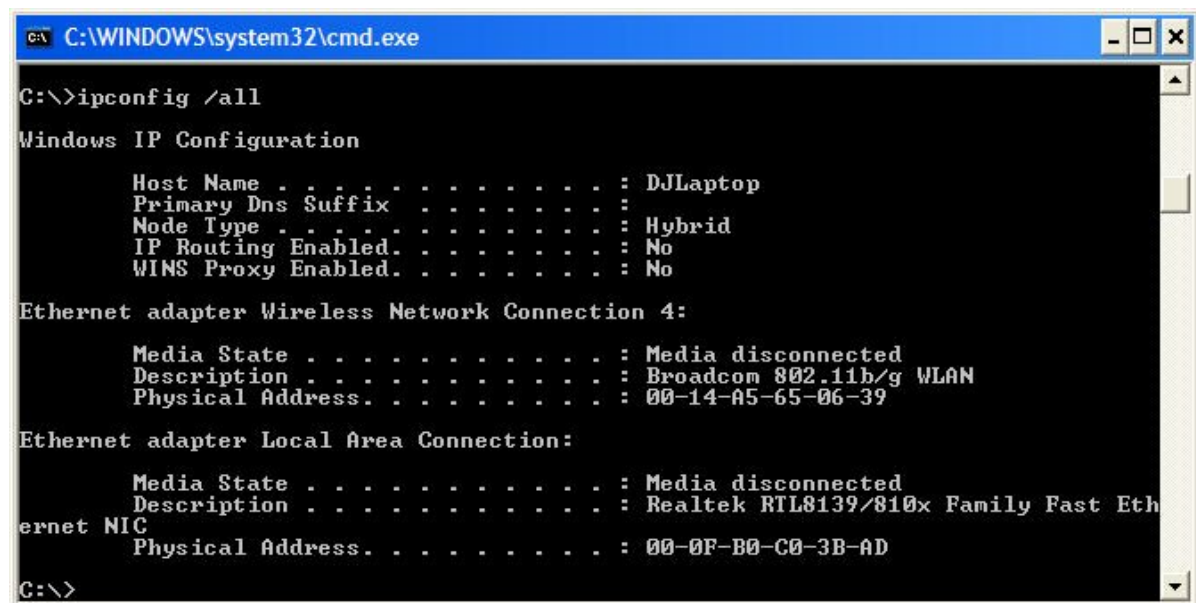 C:\WINDOWS\system32\cmd.exe
C:\>ipconfig /all
Windows IP Configuration
Host Name . . . . . . . . . . . . : DJLaptop
Primary Dns Suffix . . . . . . . :
Node Type . . . . . . . . . . . . : Hybrid
IP Routing Enabled. . . . . . . . : No
WINS Proxy Enabled. . . . . . . . : No
Ethernet adapter Wireless Network Connection 4:
Media State . . . . . . . . . . . : Media disconnected
Description . . . . . . . . . . . : Broadcom 802.11b/g WLAN
Physical Address. . . . . . . . . : 00-14-A5-65-06-39
Ethernet adapter Local Area Connection:
Media State . . . . . . . . . . . : Media disconnected
Description . . . . . . . . . . . : Realtek RTL8139/810x Family Fast Eth
ernet NIC
Physical Address. . . . . . . . . : 00-0F-B0-C0-3B-AD
C:\>